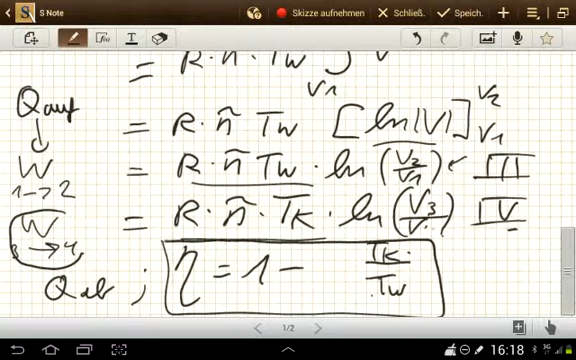 S Note
Skizze aufnehmen
Schließ.
Speich.
= R · ñ · Tw ∫ V
V1
Qauf
= R · ñ Tw [ln|V|] V2 V1
W 1→2 = R · ñ Tw · ln (V2/V1) III
W 3→4 = R · ñ · TK · ln (V3/V) IV
Qab ; η = 1 − TK/Tw
1/2
3G
16:18